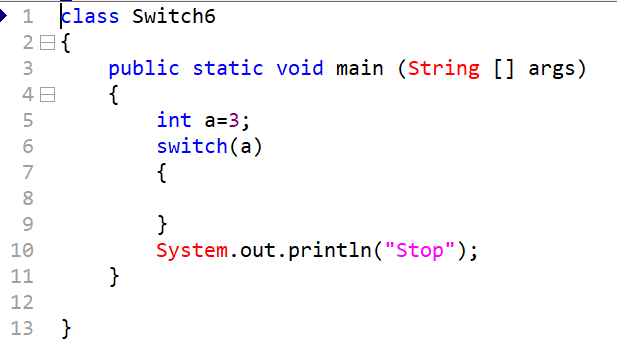 1 class Switch6
2 {
3 public static void main (String [] args)
4 {
5 int a=3;
6 switch(a)
7 {
8
9 }
10 System.out.println("Stop");
11 }
12
13 }